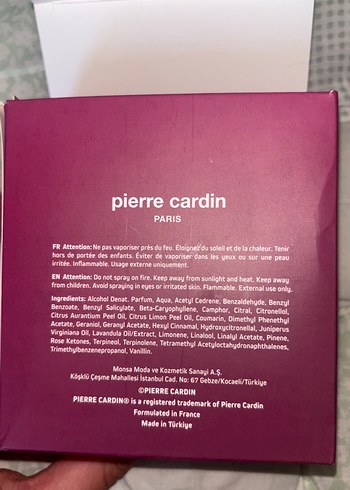 pierre cardin
PARIS
FR Attention: Ne pas vaporiser près du feu. Éloignez du soleil et de la chaleur. Tenir
hors de portée des enfants. Éviter de vaporiser dans les yeux ou sur une peau
irritée. Inflammable. Usage externe uniquement.
EN Attention: Do not spray on fire. Keep away from sunlight and heat. Keep away
from children. Avoid spraying in eyes or irritated skin. Flammable. External use only.
Ingredients: Alcohol Denat. Parfum, Aqua, Acetyl Cedrene, Benzaldehyde, Benzyl
Benzoate, Benzyl Salicylate, Beta-Caryophyllene, Camphor, Citral, Citronellol,
Citrus Aurantium Peel Oil, Citrus Limon Peel Oil, Coumarin, Dimethyl Phenethyl
Acetate, Geraniol, Geranyl Acetate, Hexyl Cinnamal, Hydroxycitronellal, Juniperus
Virginiana Oil, Lavandula Oil/Extract, Limonene, Linalool, Linalyl Acetate, Pinene,
Rose Ketones, Terpineol, Terpinolene, Tetramethyl Acetyloctahydronaphthalenes,
Trimethylbenzenepropanol, Vanillin.
Monsa Moda ve Kozmetik Sanayi A.Ş.
Köşklü Çeşme Mahallesi İstanbul Cad. No: 67 Gebze/Kocaeli/Türkiye
©PIERRE CARDIN
PIERRE CARDIN® is a registered trademark of Pierre Cardin
Formulated in France
Made in Türkiye